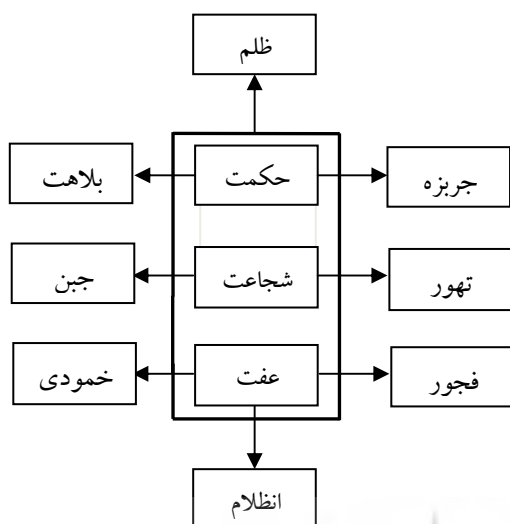 ظلم
جربزه حکمت بلاهت
تهور شجاعت جبن
فجور عفت خمودی
انظلام